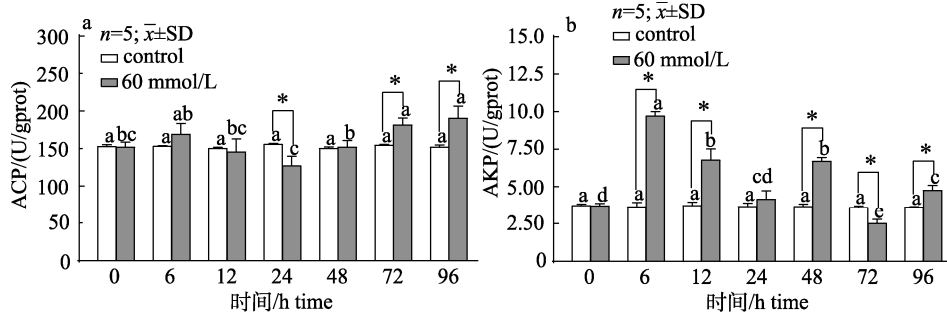 a
n=5; x̄±SD
control
60 mmol/L
ACP/(U/gprot)
300
250
200
150
100
50
0
a bc
a ab
a bc
* a c
a b
* a a
* a a
0 6 12 24 48 72 96
时间/h time
b
n=5; x̄±SD
control
60 mmol/L
AKP/(U/gprot)
15.0
12.5
10.0
7.50
5.00
2.50
0
a d
* a a
* a b
a cd
* a b
* a c
* a c
0 6 12 24 48 72 96
时间/h time